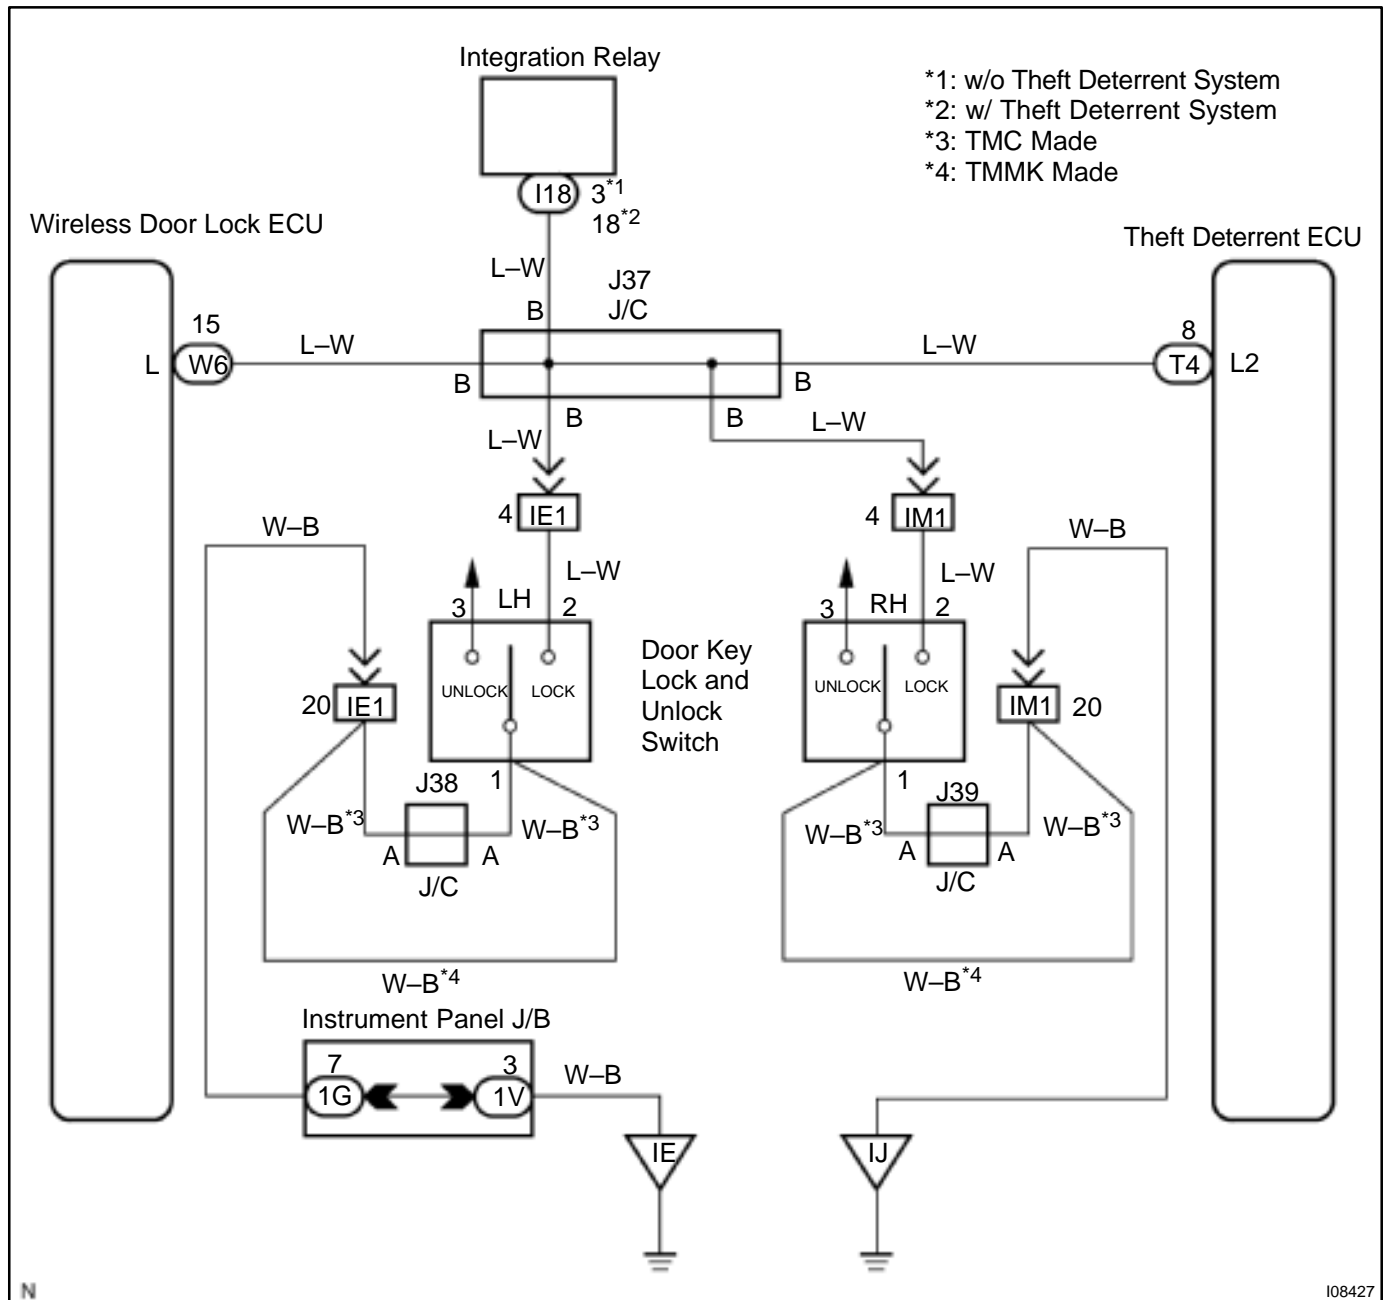 Integration Relay
*1: w/o Theft Deterrent System
*2: w/ Theft Deterrent System
*3: TMC Made
*4: TMMK Made
I18 3*1
18*2
Wireless Door Lock ECU
Theft Deterrent ECU
L–W
J37
J/C
B
15
8
L W6
L–W
L–W
T4 L2
B
B
B
B
L–W
L–W
4 IE1
4 IM1
W–B
W–B
L–W
L–W
3 LH 2
3 RH 2
UNLOCK LOCK
Door Key
Lock and
Unlock
Switch
UNLOCK LOCK
20 IE1
IM1 20
J38 1
1 J39
W–B*3
W–B*3
W–B*3
W–B*3
A A
A A
J/C
J/C
W–B*4
W–B*4
Instrument Panel J/B
7 3
1G 1V
W–B
IE
IJ
N
I08427